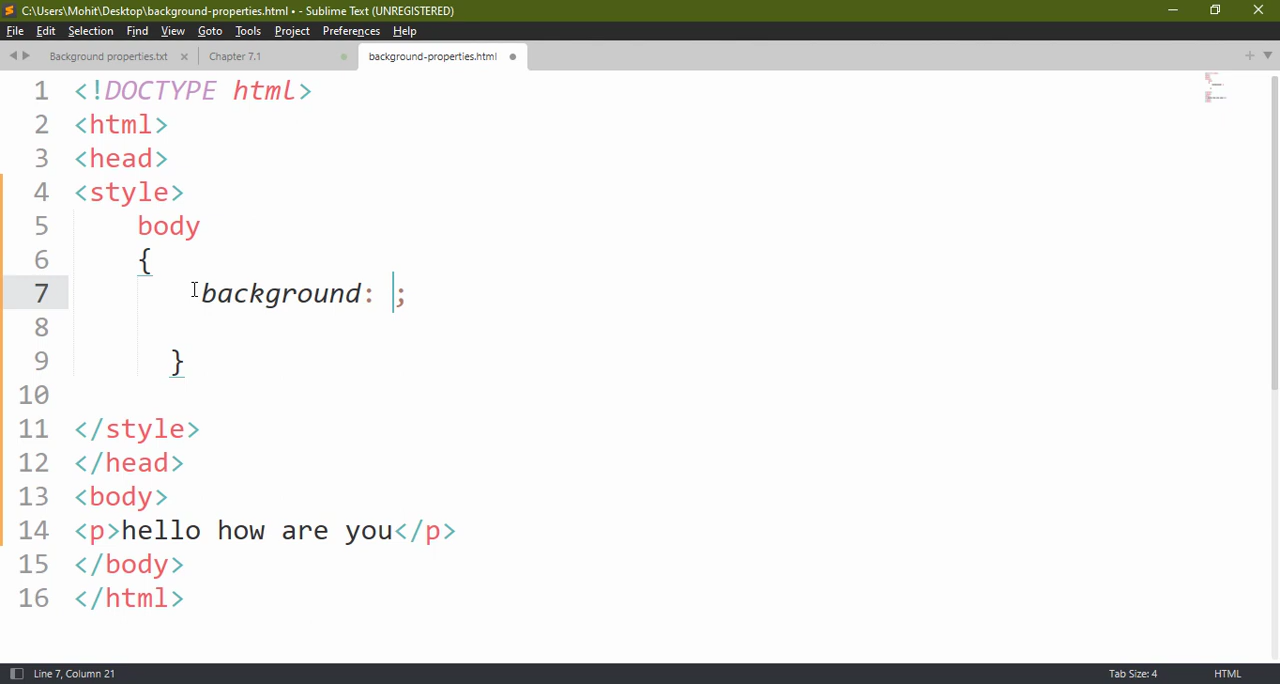 C:\Users\Mohit\Desktop\background-properties.html • - Sublime Text (UNREGISTERED)
File Edit Selection Find View Goto Tools Project Preferences Help
Background properties.txt Chapter 7.1 background-properties.html
1 <!DOCTYPE html>
2 <html>
3 <head>
4 <style>
5 body
6 {
7 background: ;
8
9 }
10
11 </style>
12 </head>
13 <body>
14 <p>hello how are you</p>
15 </body>
16 </html>
Line 7, Column 21 Tab Size: 4 HTML